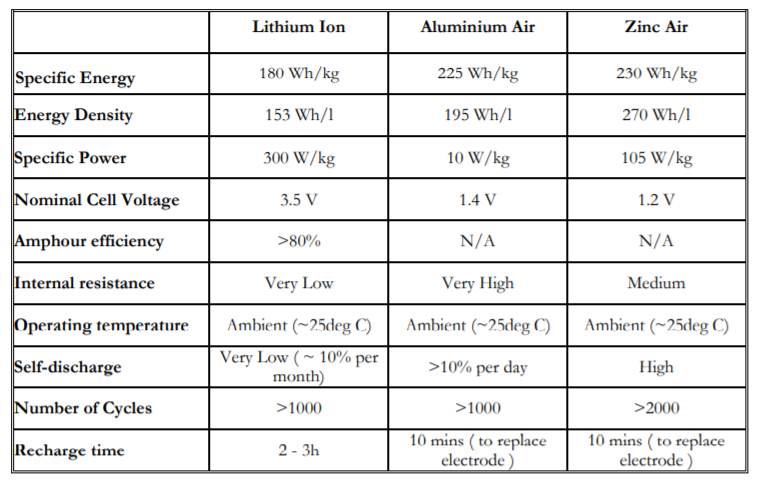 Lithium Ion Aluminium Air Zinc Air
Specific Energy 180 Wh/kg 225 Wh/kg 230 Wh/kg
Energy Density 153 Wh/l 195 Wh/l 270 Wh/l
Specific Power 300 W/kg 10 W/kg 105 W/kg
Nominal Cell Voltage 3.5 V 1.4 V 1.2 V
Amphour efficiency >80% N/A N/A
Internal resistance Very Low Very High Medium
Operating temperature Ambient (~25deg C) Ambient (~25deg C) Ambient (~25deg C)
Self-discharge Very Low ( ~ 10% per month) >10% per day High
Number of Cycles >1000 >1000 >2000
Recharge time 2 - 3h 10 mins ( to replace electrode ) 10 mins ( to replace electrode )